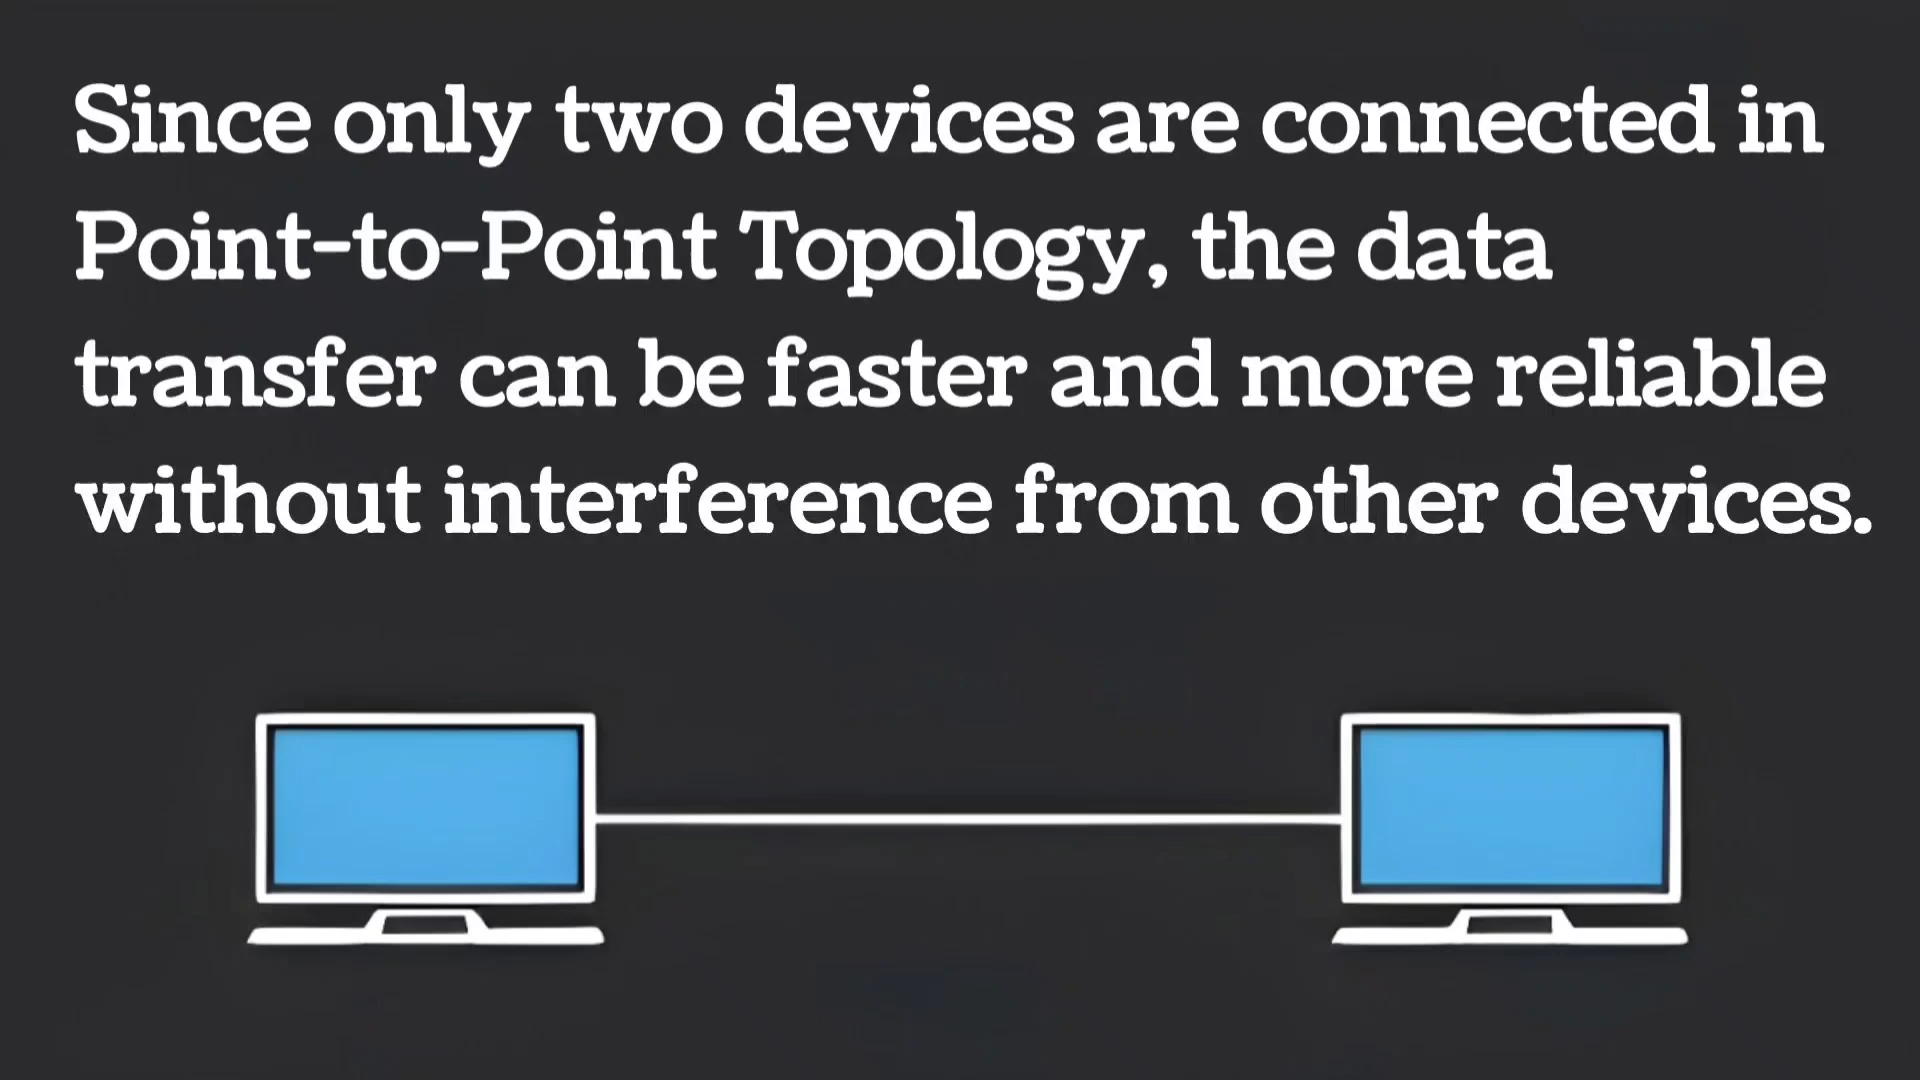 Since only two devices are connected in
Point-to-Point Topology, the data
transfer can be faster and more reliable
without interference from other devices.